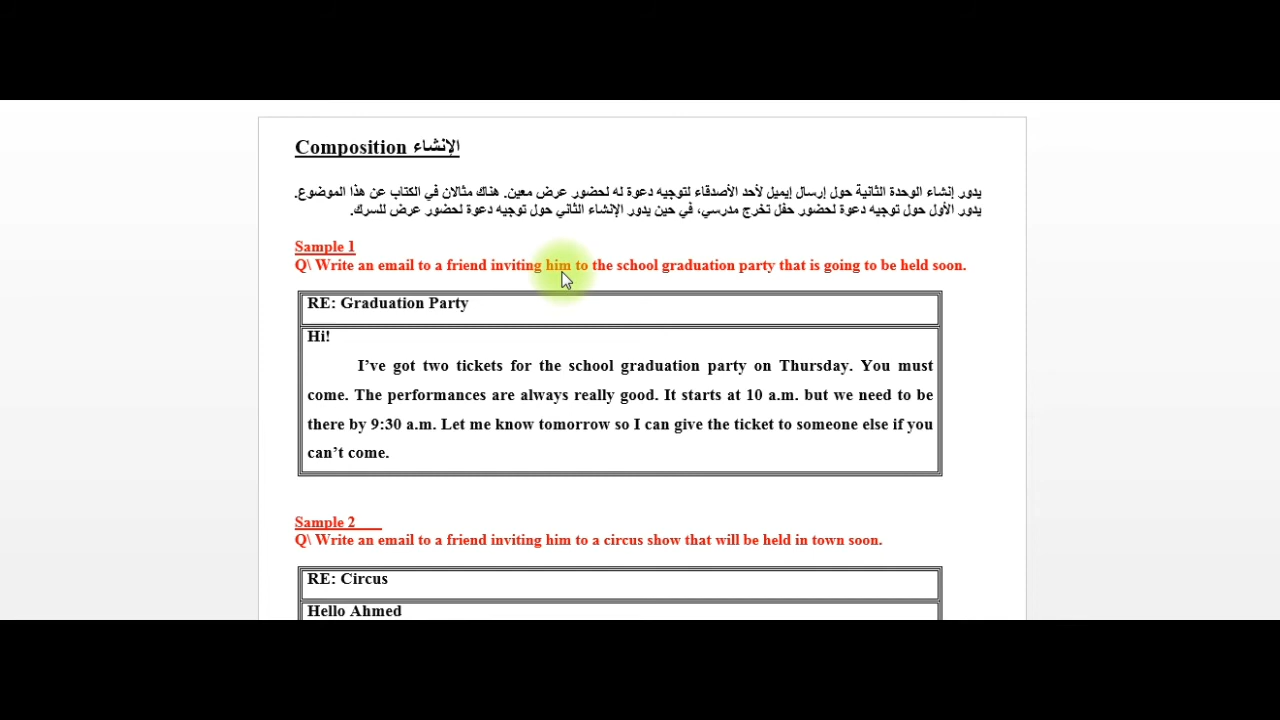 Composition الإنشاء
يدور إنشاء الوحدة الثانية حول إرسال إيميل لأحد الأصدقاء لتوجيه دعوة له لحضور عرض معين. هناك مثالان في الكتاب عن هذا الموضوع.
يدور الأول حول توجيه دعوة لحضور حفل تخرج مدرسي، في حين يدور الإنشاء الثاني حول توجيه دعوة لحضور عرض للسرك.
Sample 1
Q\ Write an email to a friend inviting him to the school graduation party that is going to be held soon.
RE: Graduation Party
Hi!
I’ve got two tickets for the school graduation party on Thursday. You must
come. The performances are always really good. It starts at 10 a.m. but we need to be
there by 9:30 a.m. Let me know tomorrow so I can give the ticket to someone else if you
can’t come.
Sample 2
Q\ Write an email to a friend inviting him to a circus show that will be held in town soon.
RE: Circus
Hello Ahmed